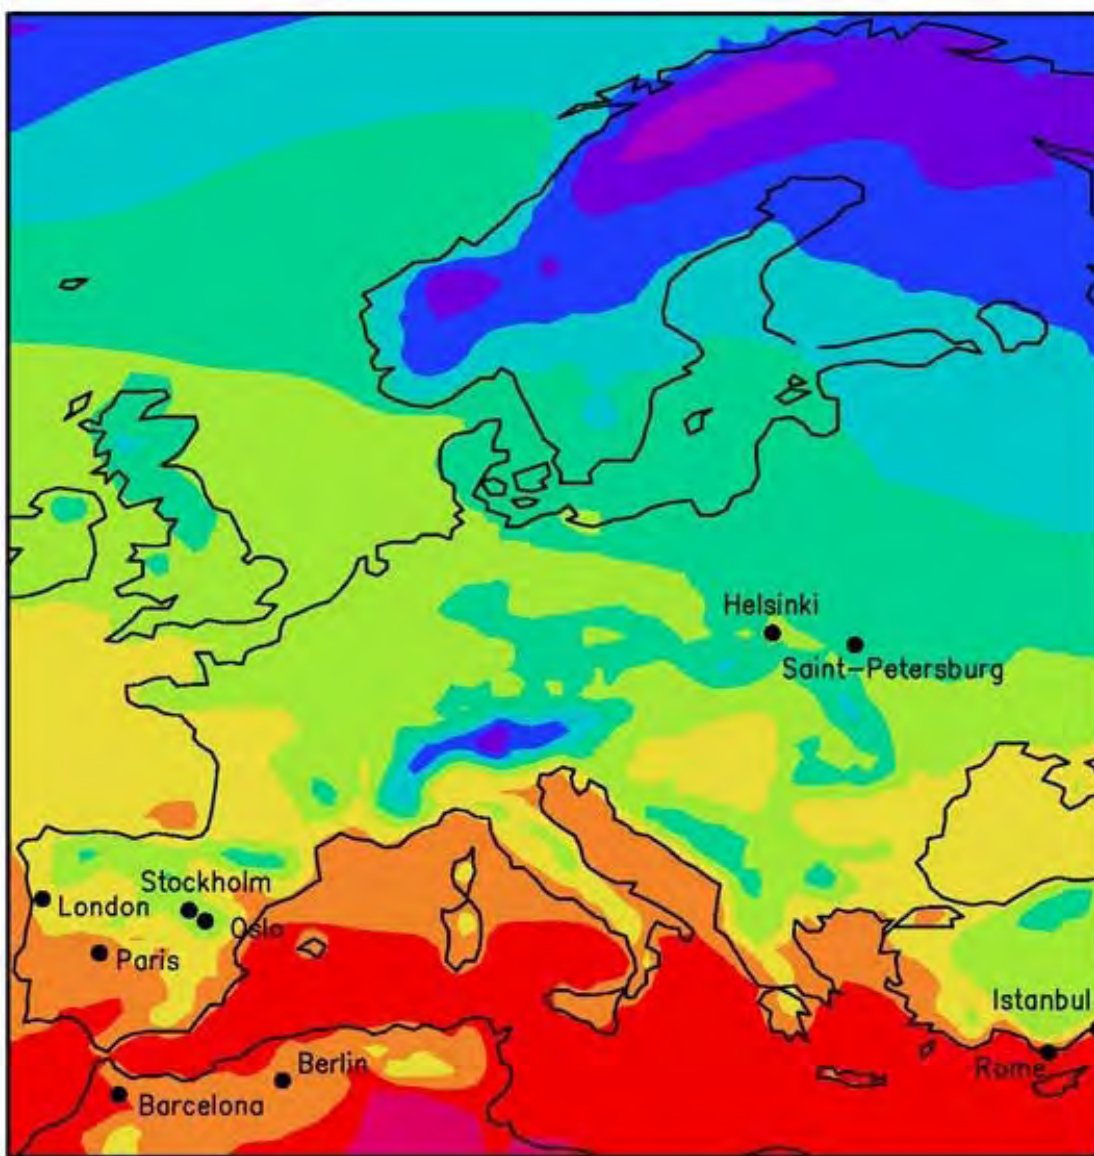 Helsinki
Saint-Petersburg
Stockholm
London
Oslo
Paris
Istanbul
Rome
Berlin
Barcelona